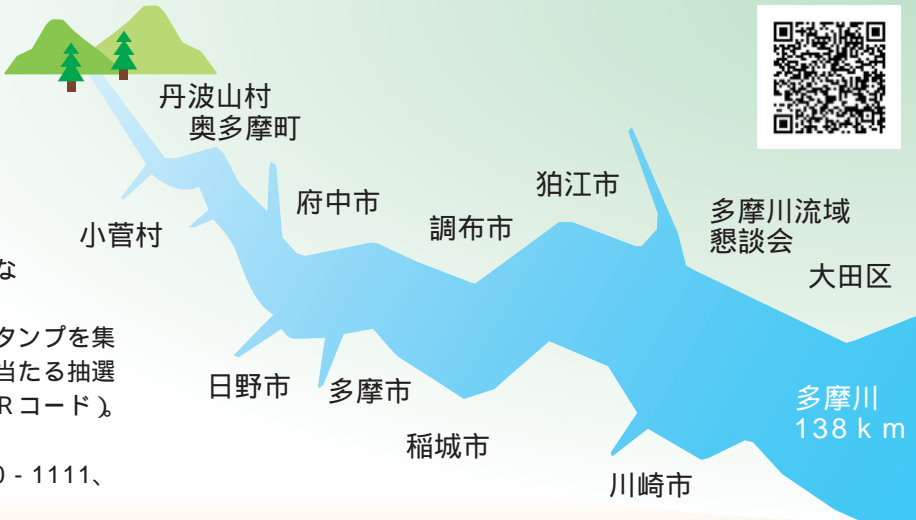 丹波山村
奥多摩町
小菅村
府中市
調布市
狛江市
多摩川流域
懇談会
大田区
な
タンプを集
当たる抽選
Rコード)。
0 - 1111、
日野市
多摩市
稲城市
川崎市
多摩川
138ｋｍ